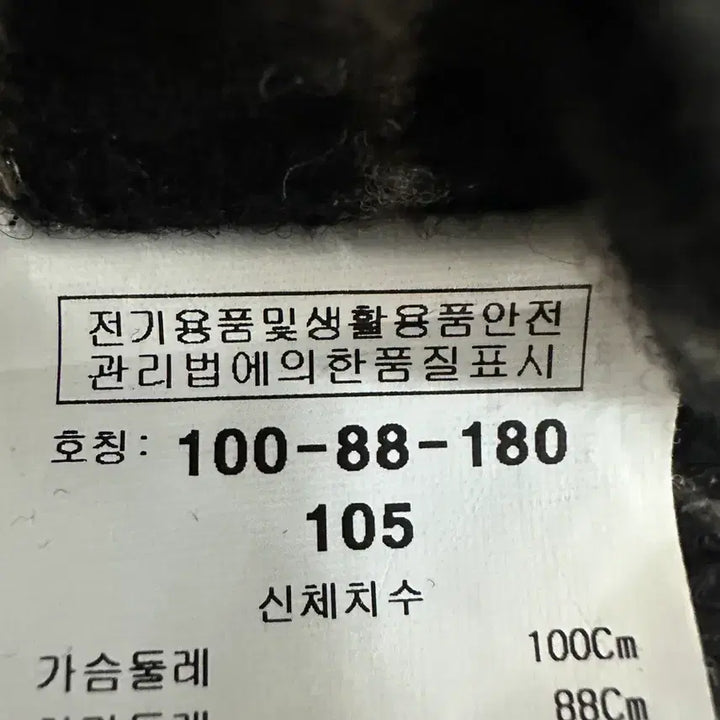 전기용품및생활용품안전
관리법에의한품질표시
호칭: 100-88-180
105
신체치수
가슴둘레 100Cm
88Cm